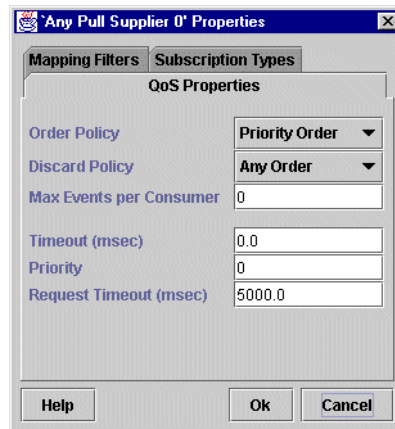 `Any Pull Supplier 0' Properties
Mapping Filters Subscription Types
QoS Properties
Order Policy Priority Order
Discard Policy Any Order
Max Events per Consumer 0
Timeout (msec) 0.0
Priority 0
Request Timeout (msec) 5000.0
Help Ok Cancel